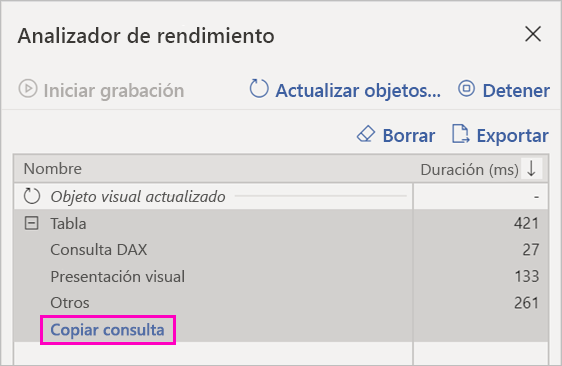 Analizador de rendimiento
Iniciar grabación Actualizar objetos... Detener
Borrar Exportar
Nombre Duración (ms)
Objeto visual actualizado -
Tabla 421
Consulta DAX 27
Presentación visual 133
Otros 261
Copiar consulta